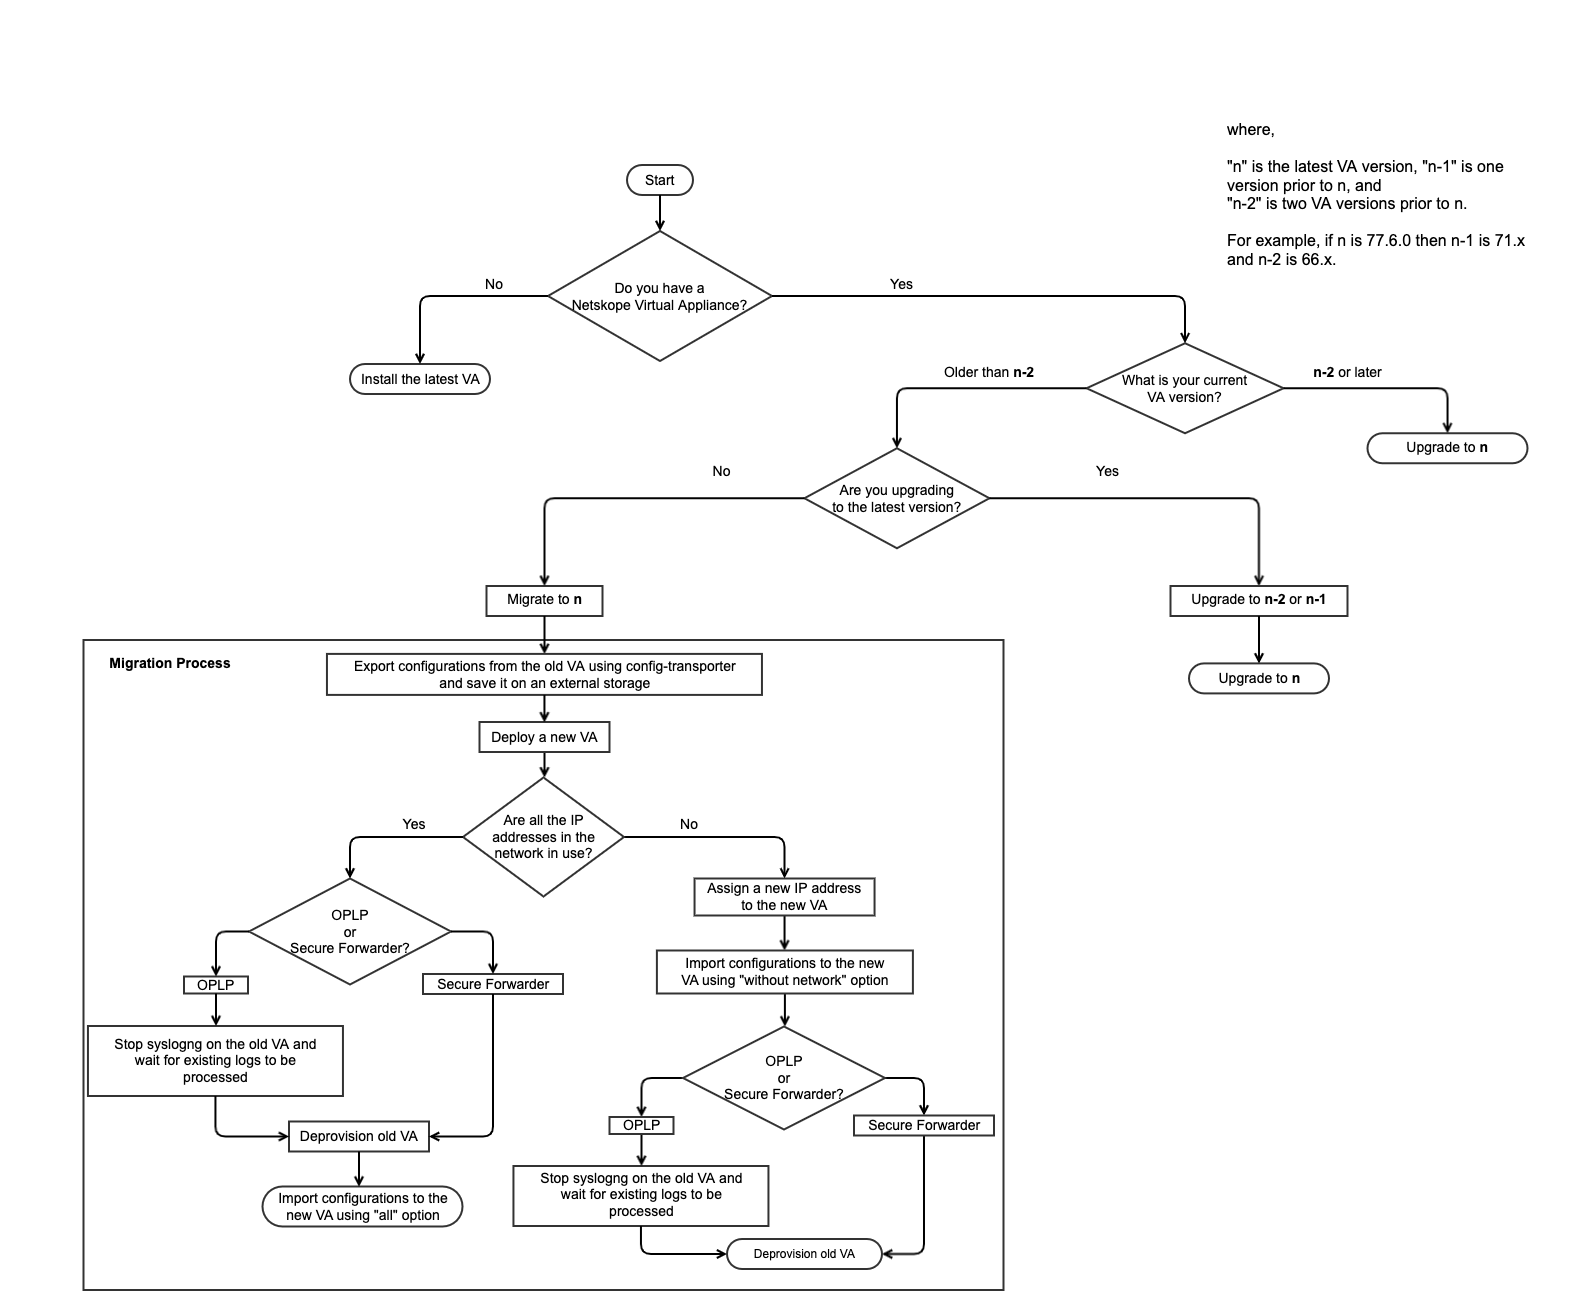 where,
"n" is the latest VA version, "n-1" is one
version prior to n, and
"n-2" is two VA versions prior to n.
For example, if n is 77.6.0 then n-1 is 71.x
and n-2 is 66.x.
Start
Do you have a
Netskope Virtual Appliance?
No
Yes
Install the latest VA
What is your current
VA version?
Older than n-2
n-2 or later
Upgrade to n
Are you upgrading
to the latest version?
No
Yes
Migrate to n
Upgrade to n-2 or n-1
Upgrade to n
Migration Process
Export configurations from the old VA using config-transporter
and save it on an external storage
Deploy a new VA
Are all the IP
addresses in the
network in use?
Yes
No
OPLP
or
Secure Forwarder?
OPLP
Secure Forwarder
Stop syslogng on the old VA and
wait for existing logs to be
processed
Deprovision old VA
Import configurations to the
new VA using "all" option
Assign a new IP address
to the new VA
Import configurations to the new
VA using "without network" option
OPLP
or
Secure Forwarder?
OPLP
Secure Forwarder
Stop syslogng on the old VA and
wait for existing logs to be
processed
Deprovision old VA